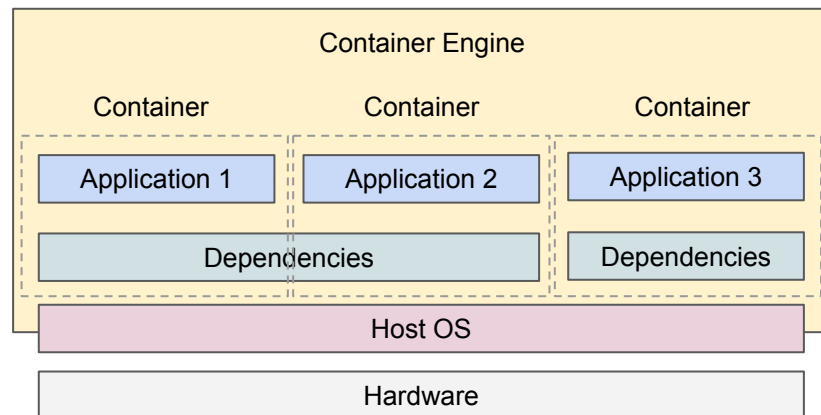 Container Engine
Container Container Container
Application 1 Application 2 Application 3
Dependencies Dependencies
Host OS
Hardware